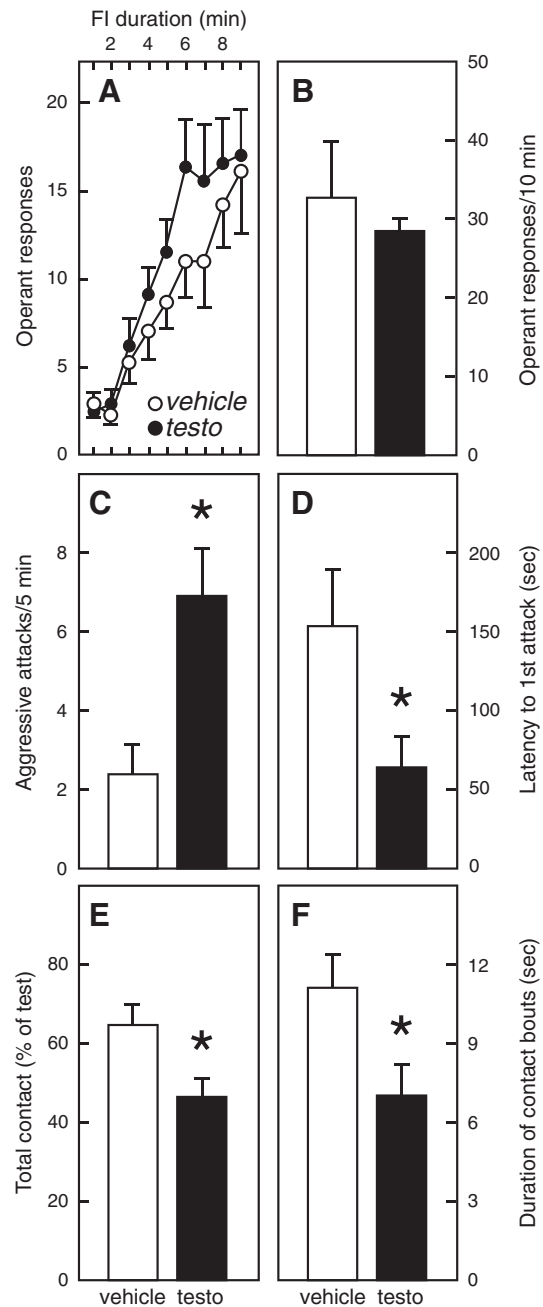 FI duration (min)
2 4 6 8
A
Operant responses
20
15
10
5
0
vehicle
testo
B
50
40
30
20
10
0
Operant responses/10 min
C
*
Aggressive attacks/5 min
8
6
4
2
0
D
*
200
150
100
50
0
Latency to 1st attack (sec)
E
*
Total contact (% of test)
80
60
40
20
0
vehicle testo
F
*
12
9
6
3
0
Duration of contact bouts (sec)
vehicle testo